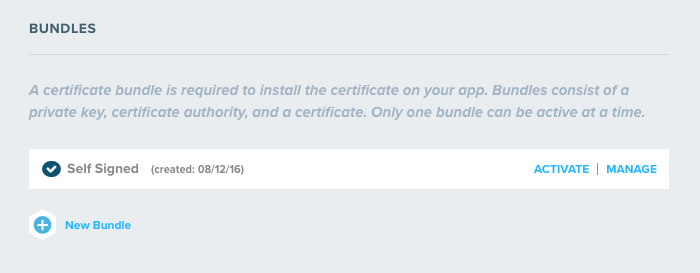 BUNDLES
A certificate bundle is required to install the certificate on your app. Bundles consist of a
private key, certificate authority, and a certificate. Only one bundle can be active at a time.
Self Signed (created: 08/12/16) ACTIVATE | MANAGE
New Bundle